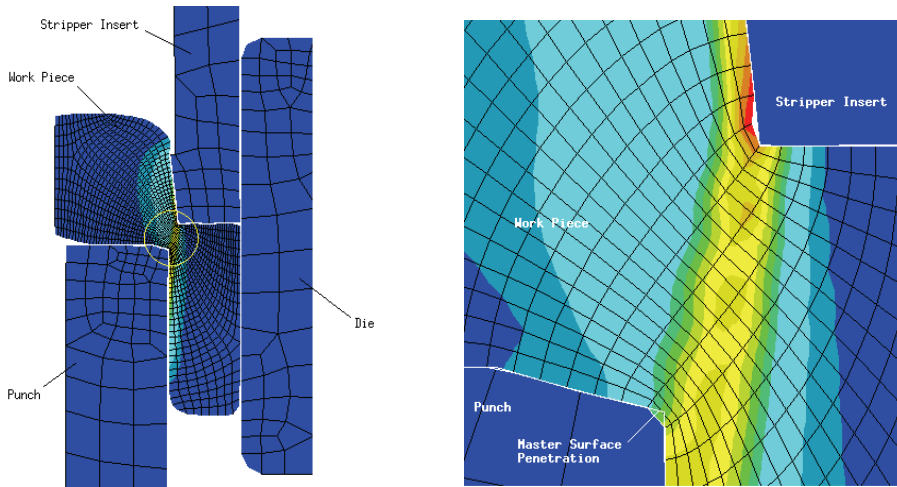 Stripper Insert
Work Piece
Die
Punch
Stripper Insert
Work Piece
Punch
Master Surface
Penetration